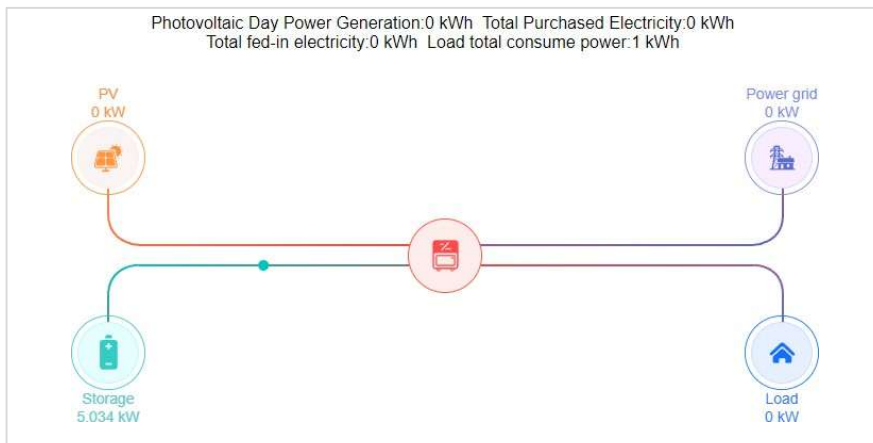 Photovoltaic Day Power Generation:0 kWh Total Purchased Electricity:0 kWh
Total fed-in electricity:0 kWh Load total consume power:1 kWh
PV
0 kW
Power grid
0 kW
Storage
5.034 kW
Load
0 kW